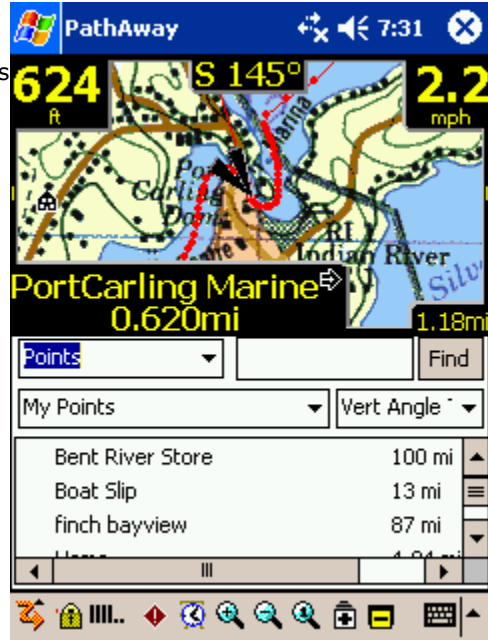 PathAway 7:31
s
624
ft
S 145°
2.2
mph
Marina
Port
Carling
RI
Indian River
Silv
PortCarling Marine
0.620mi
1.18mi
Points Find
My Points Vert Angle
Bent River Store 100 mi
Boat Slip 13 mi
finch bayview 87 mi